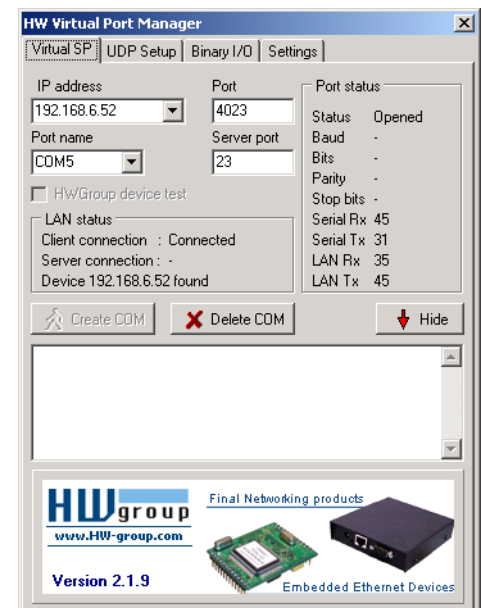 HW Virtual Port Manager
Virtual SP UDP Setup Binary I/O Settings
IP address Port
192.168.6.52 4023
Port name Server port
COM5 23
HWGroup device test
LAN status
Client connection : Connected
Server connection : -
Device 192.168.6.52 found
Port status
Status Opened
Baud -
Bits -
Parity -
Stop bits -
Serial Rx 45
Serial Tx 31
LAN Rx 35
LAN Tx 45
Create COM Delete COM Hide
HW group
www.HW-group.com
Version 2.1.9
Final Networking products
Embedded Ethernet Devices